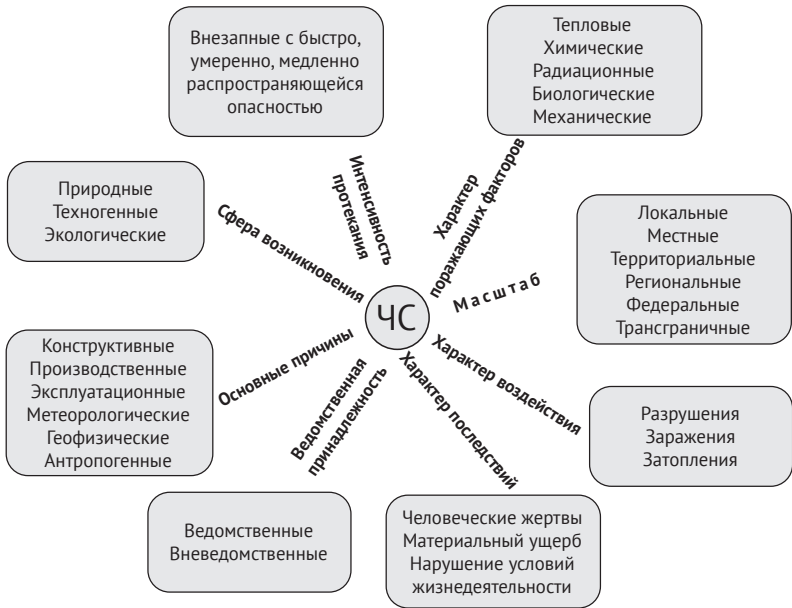 Внезапные с быстро,
умеренно, медленно
распространяющейся
опасностью
Тепловые
Химические
Радиационные
Биологические
Механические
Интенсивность
протекания
Характер
поражающих факторов
Природные
Техногенные
Экологические
Сфера возникновения
Локальные
Местные
Территориальные
Региональные
Федеральные
Трансграничные
Масштаб
ЧС
Конструктивные
Производственные
Эксплуатационные
Метеорологические
Геофизические
Антропогенные
Основные причины
Ведомственная
принадлежность
Характер последствий
Характер воздействия
Разрушения
Заражения
Затопления
Ведомственные
Вневедомственные
Человеческие жертвы
Материальный ущерб
Нарушение условий
жизнедеятельности